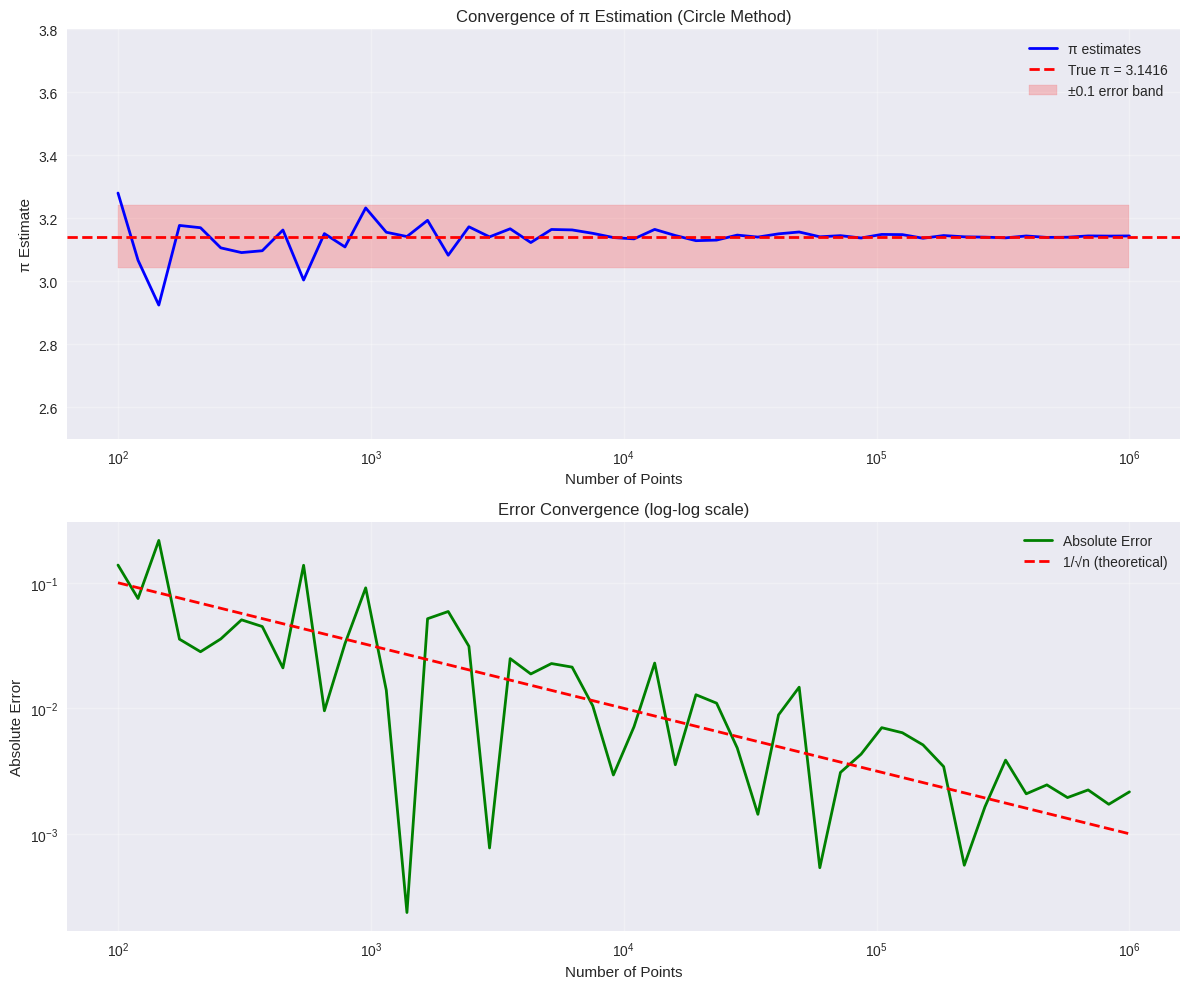 Convergence of π Estimation (Circle Method)
3.8
3.6
3.4
3.2
3.0
2.8
2.6
π Estimate
π estimates
True π = 3.1416
±0.1 error band
10² 10³ 10⁴ 10⁵ 10⁶
Number of Points
Error Convergence (log-log scale)
10⁻¹
10⁻²
10⁻³
Absolute Error
Absolute Error
1/√n (theoretical)
10² 10³ 10⁴ 10⁵ 10⁶
Number of Points